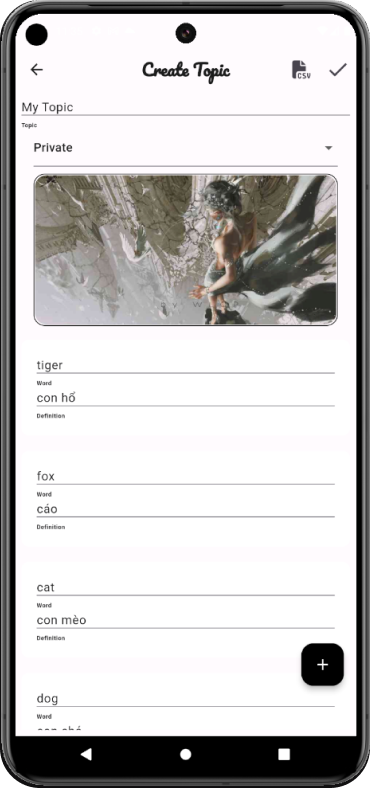 Create Topic
CSV
My Topic
Topic
Private
tiger
Word
con hổ
Definition
fox
Word
cáo
Definition
cat
Word
con mèo
Definition
+
dog
Word